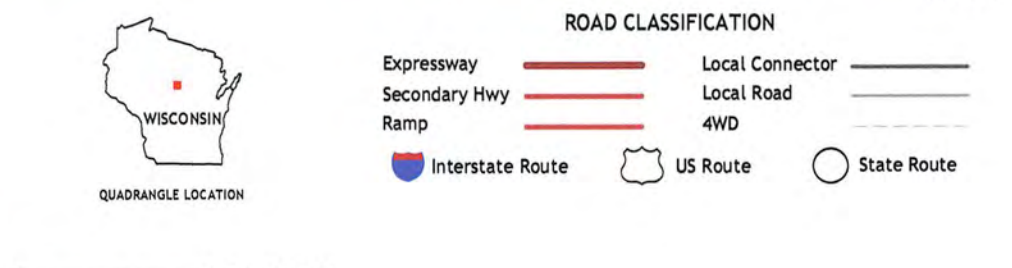 ROAD CLASSIFICATION
Expressway
Local Connector
Secondary Hwy
Local Road
Ramp
4WD
WISCONSIN
Interstate Route
US Route
State Route
QUADRANGLE LOCATION